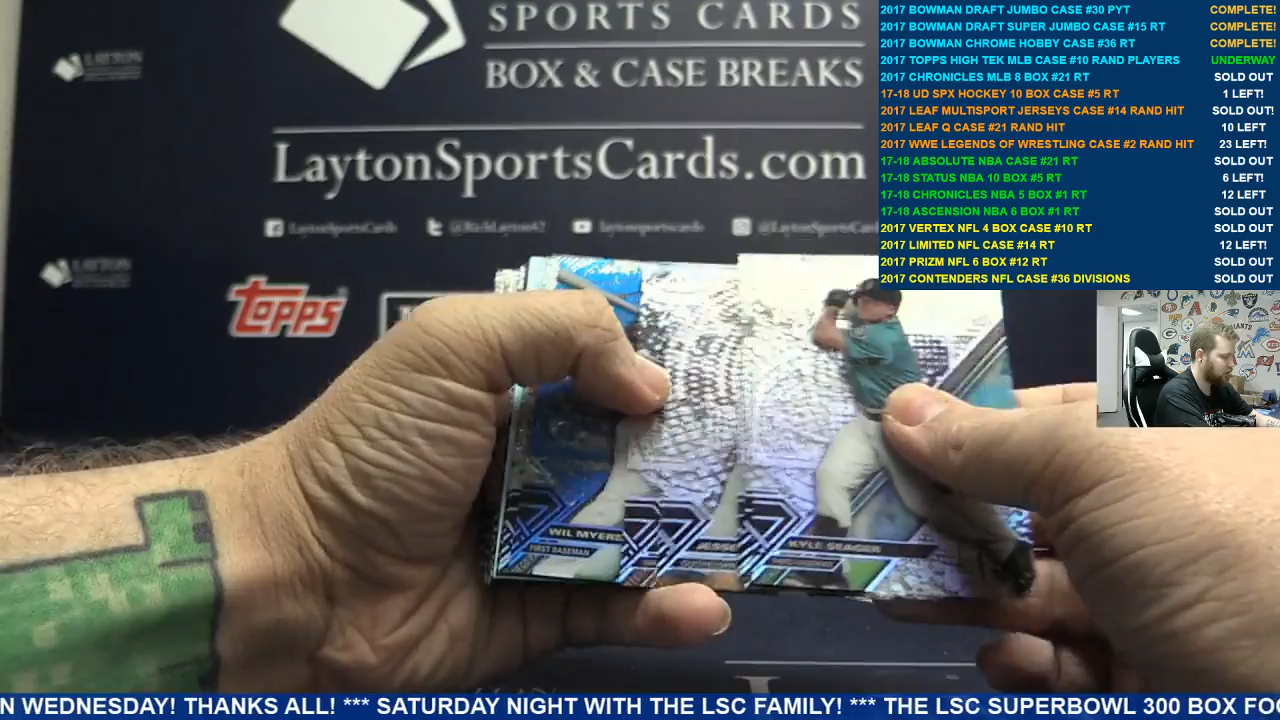 SPORTS CARDS
BOX & CASE BREAKS
LaytonSportsCards.com
LaytonSportsCards
@RichLayton47
laytonsportscards
LAYTON
LAYTON
TOPPS
WIL MYERS
FIRST BASEMAN
JESSE
KYLE SEAGER
2017 BOWMAN DRAFT JUMBO CASE #30 PYT COMPLETE!
2017 BOWMAN DRAFT SUPER JUMBO CASE #15 RT COMPLETE!
2017 BOWMAN CHROME HOBBY CASE #36 RT COMPLETE!
2017 TOPPS HIGH TEK MLB CASE #10 RAND PLAYERS UNDERWAY
2017 CHRONICLES MLB 8 BOX #21 RT SOLD OUT
17-18 UD SPX HOCKEY 10 BOX CASE #5 RT 1 LEFT!
2017 LEAF MULTISPORT JERSEYS CASE #14 RAND HIT SOLD OUT!
2017 LEAF Q CASE #21 RAND HIT 10 LEFT
2017 WWE LEGENDS OF WRESTLING CASE #2 RAND HIT 23 LEFT!
17-18 ABSOLUTE NBA CASE #21 RT SOLD OUT
17-18 STATUS NBA 10 BOX #5 RT 6 LEFT!
17-18 CHRONICLES NBA 5 BOX #1 RT 12 LEFT
17-18 ASCENSION NBA 6 BOX #1 RT SOLD OUT
2017 VERTEX NFL 4 BOX CASE #10 RT SOLD OUT
2017 LIMITED NFL CASE #14 RT 12 LEFT!
2017 PRIZM NFL 6 BOX #12 RT SOLD OUT
2017 CONTENDERS NFL CASE #36 DIVISIONS SOLD OUT
N WEDNESDAY! THANKS ALL! *** SATURDAY NIGHT WITH THE LSC FAMILY! *** THE LSC SUPERBOWL 300 BOX FOO